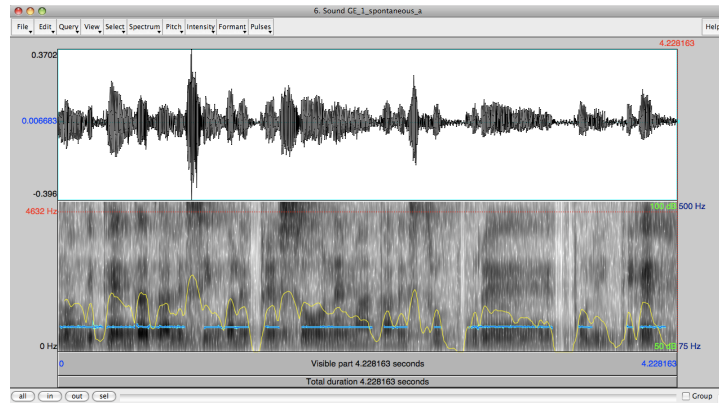 6. Sound GE_1_spontaneous_a
File Edit Query View Select Spectrum Pitch Intensity Formant Pulses Help
4.228163
0.3702
0.006683
-0.396
4632 Hz 100 dB 500 Hz
0 Hz 50 dB 75 Hz
0 Visible part 4.228163 seconds 4.228163
Total duration 4.228163 seconds
all in out sel Group